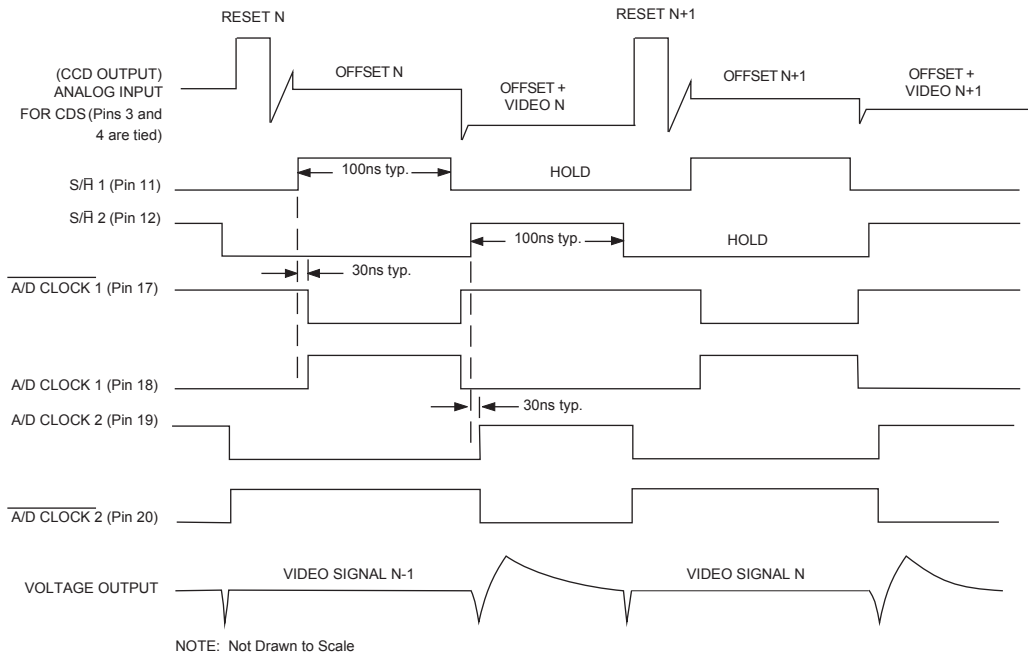 RESET N
RESET N+1
(CCD OUTPUT)
ANALOG INPUT
FOR CDS (Pins 3 and
4 are tied)
OFFSET N
OFFSET +
VIDEO N
OFFSET N+1
OFFSET +
VIDEO N+1
S/H̅ 1 (Pin 11)
100ns typ.
HOLD
S/H̅ 2 (Pin 12)
100ns typ.
HOLD
30ns typ.
A/D CLOCK 1 (Pin 17)
A/D CLOCK 1 (Pin 18)
30ns typ.
A/D CLOCK 2 (Pin 19)
A/D CLOCK 2 (Pin 20)
VOLTAGE OUTPUT
VIDEO SIGNAL N-1
VIDEO SIGNAL N
NOTE: Not Drawn to Scale